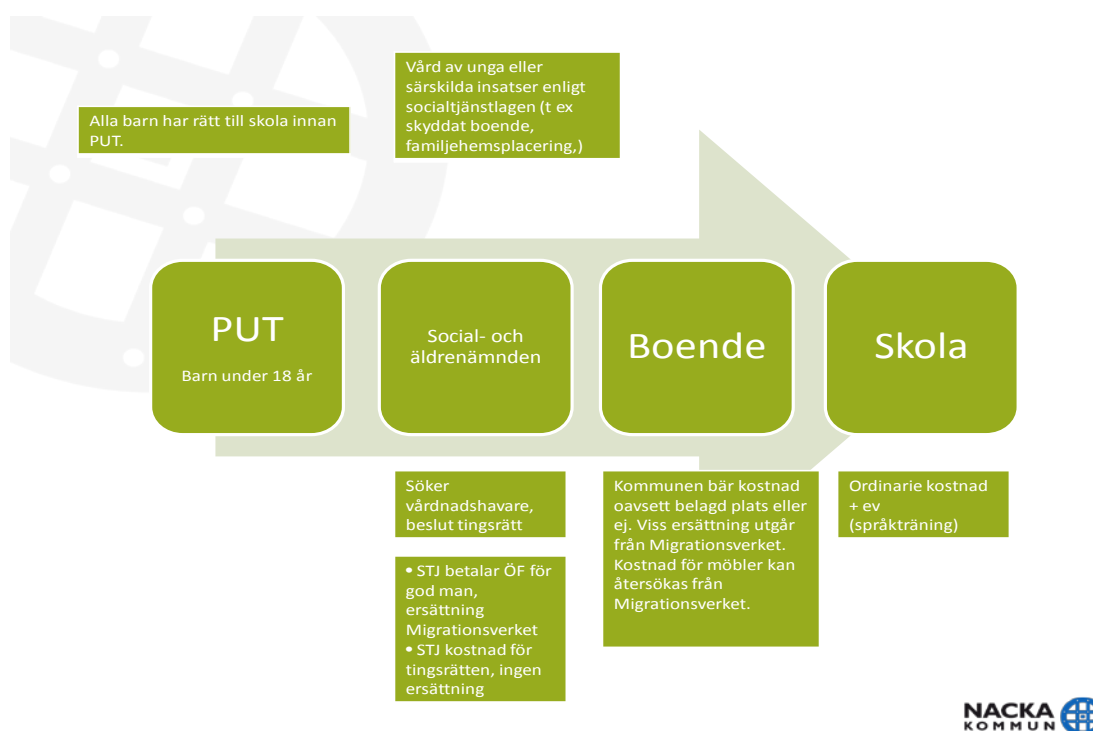 Alla barn har rätt till skola innan
PUT.
Vård av unga eller
särskilda insatser enligt
socialtjänstlagen (t ex
skyddat boende,
familjehemsplacering,)
PUT
Barn under 18 år
Social- och
äldrenämnden
Boende
Skola
Söker
vårdnadshavare,
beslut tingsrätt
• STJ betalar ÖF för
god man,
ersättning
Migrationsverket
• STJ kostnad för
tingsrätten, ingen
ersättning
Kommunen bär kostnad
oavsett belagd plats eller
ej. Viss ersättning utgår
från Migrationsverket.
Kostnad för möbler kan
återsökas från
Migrationsverket.
Ordinarie kostnad
+ ev
(språkträning)
NACKA
KOMMUN